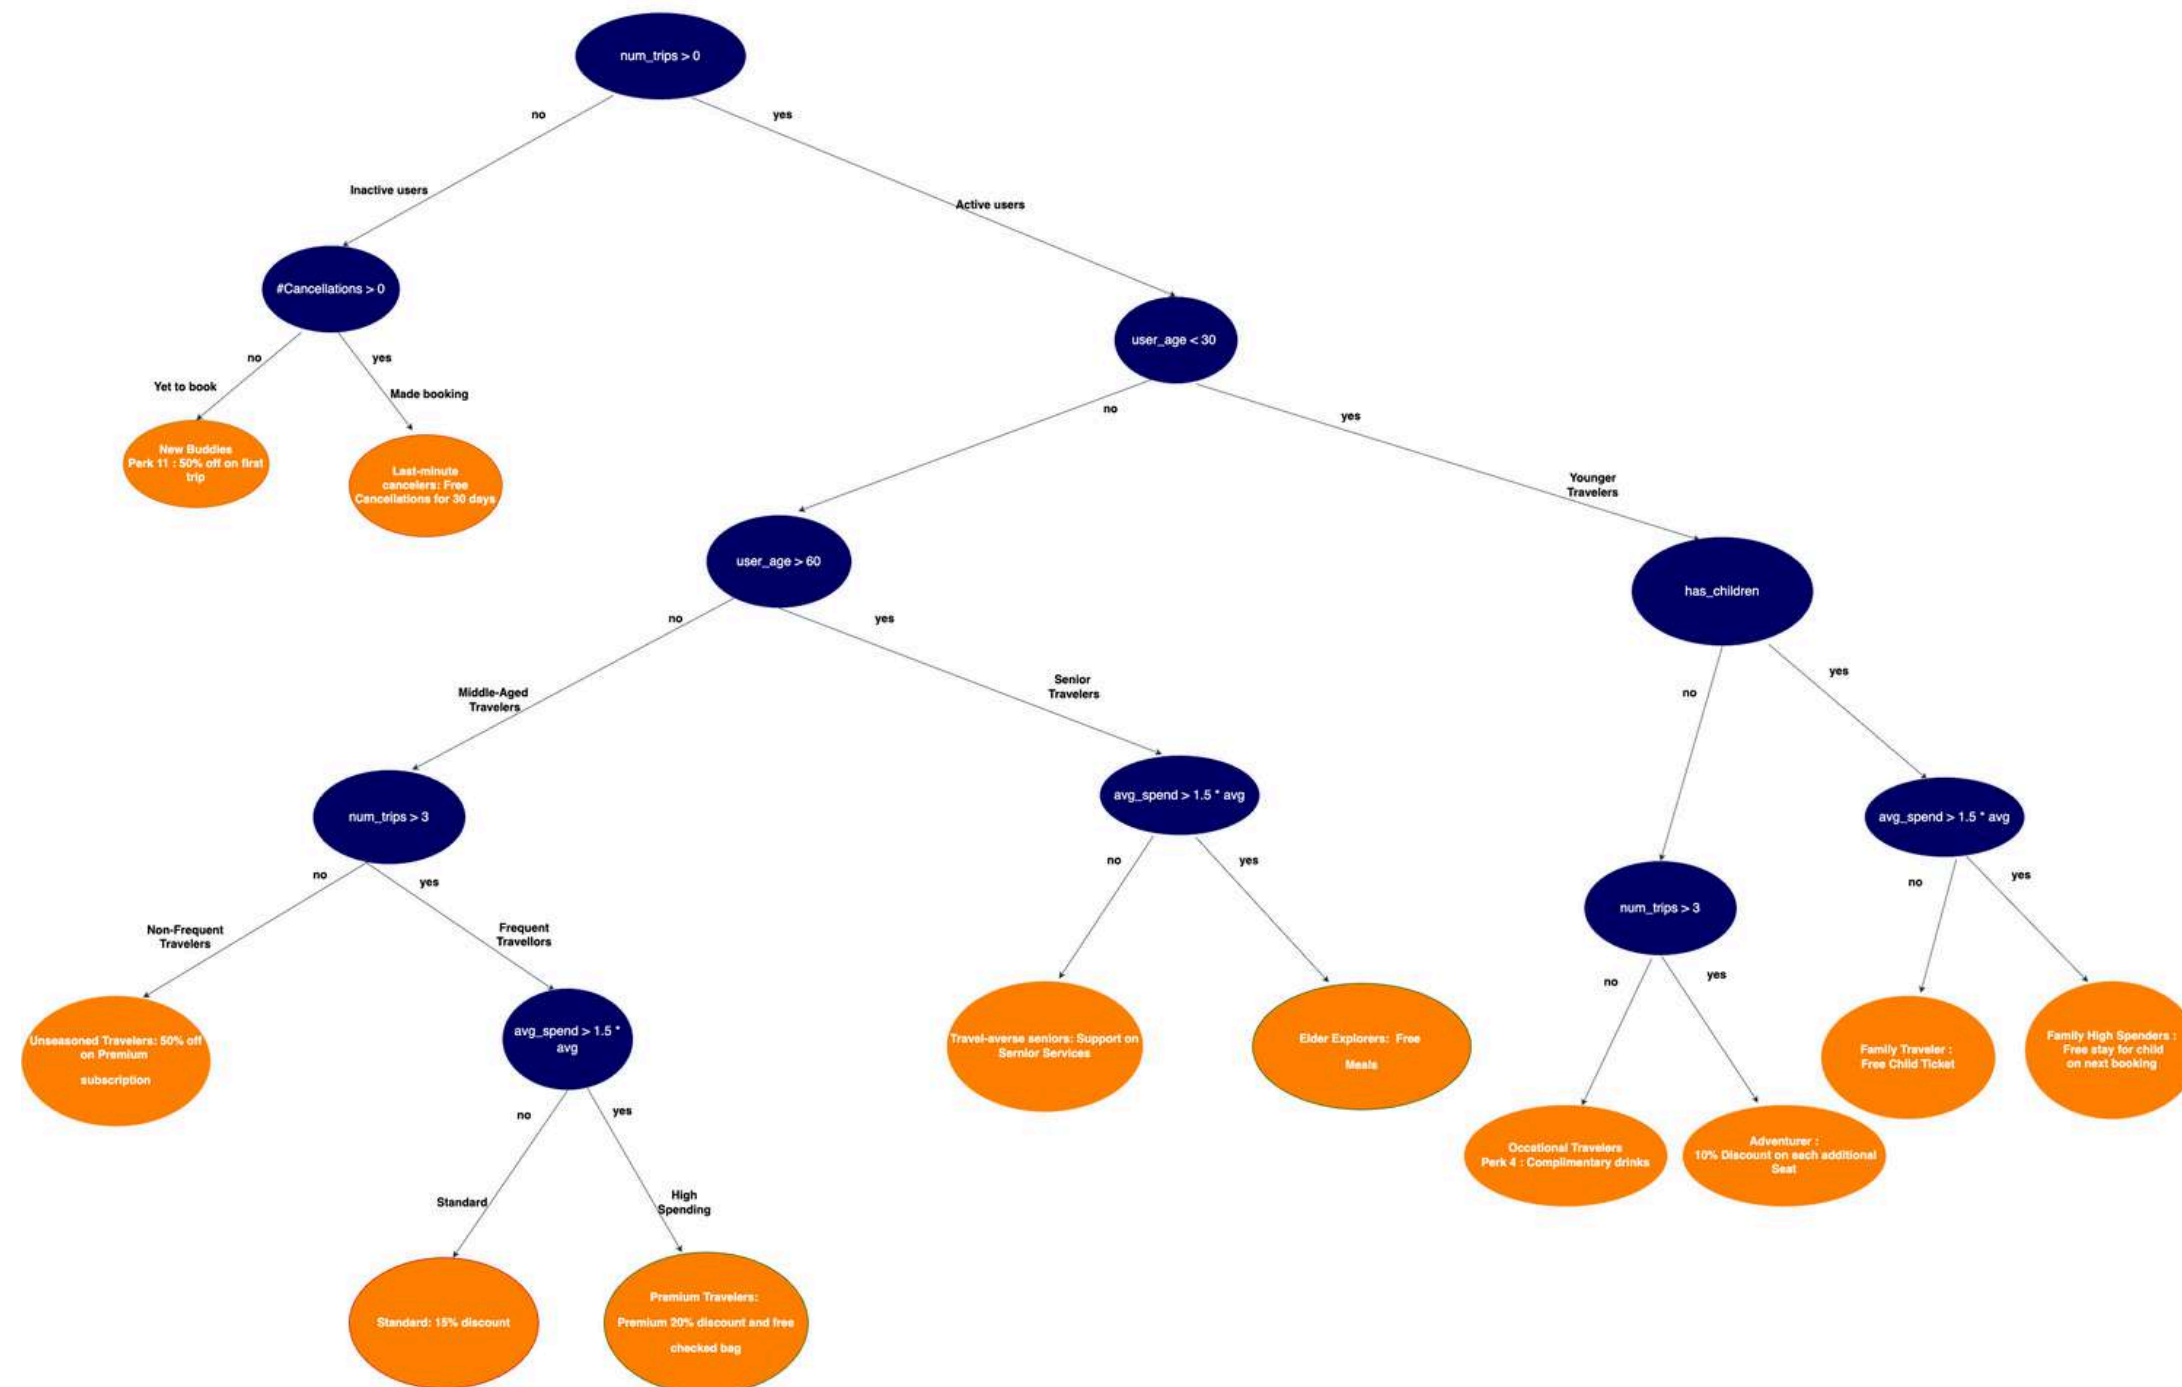 num_trips > 0
no
yes
Inactive users
Active users
#Cancellations > 0
user_age < 30
no
yes
Yet to book
Made booking
no
yes
New Buddies
Perk 11 : 50% off on first
trip
Last-minute
cancelers: Free
Cancellations for 30 days
Younger
Travelers
user_age > 60
has_children
no
yes
no
yes
Middle-Aged
Travelers
Senior
Travelers
num_trips > 3
avg_spend > 1.5 * avg
avg_spend > 1.5 * avg
no
yes
no
yes
no
yes
num_trips > 3
Non-Frequent
Travelers
Frequent
Travellors
no
yes
Unseasoned Travelers: 50% off
on Premium
subscription
avg_spend > 1.5 *
avg
Travel-averse seniors: Support on
Sernior Services
Elder Explorers: Free
Meals
Family Traveler :
Free Child Ticket
Family High Spenders :
Free stay for child
on next booking
no
yes
Occational Travelers
Perk 4 : Complimentary drinks
Adventurer :
10% Discount on each additional
Seat
Standard
High
Spending
Standard: 15% discount
Premium Travelers:
Premium 20% discount and free
checked bag